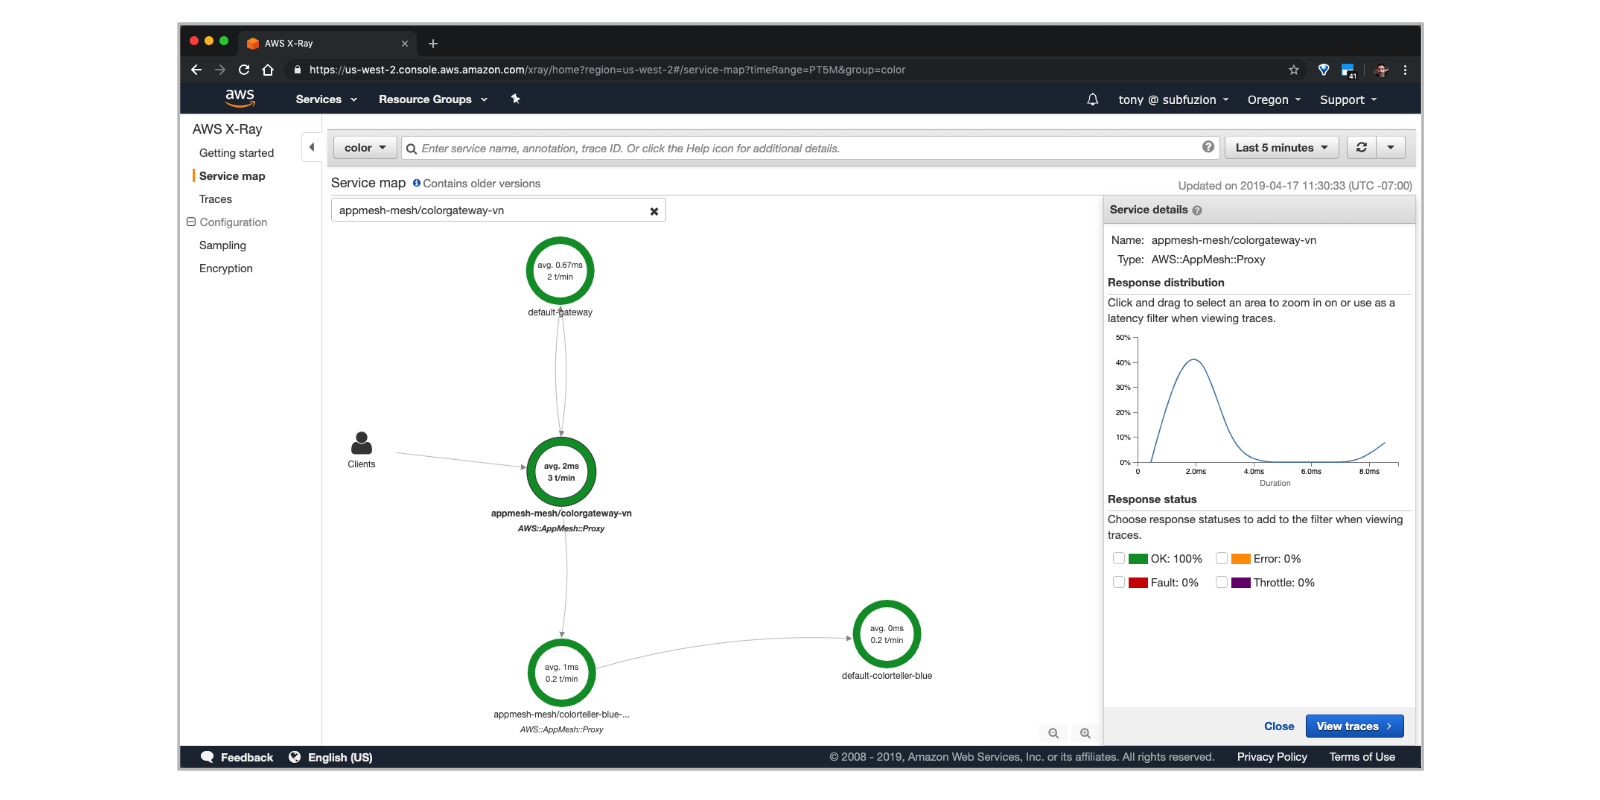 AWS X-Ray
https://us-west-2.console.aws.amazon.com/xray/home?region=us-west-2#/service-map?timeRange=PT5M&group=color
41
aws
Services
Resource Groups
tony @ subfuzion
Oregon
Support
AWS X-Ray
Getting started
Service map
Traces
Configuration
Sampling
Encryption
color
Enter service name, annotation, trace ID. Or click the Help icon for additional details.
Last 5 minutes
Service map
Contains older versions
Updated on 2019-04-17 11:30:33 (UTC -07:00)
appmesh-mesh/colorgateway-vn
avg. 0.67ms
2 t/min
default-gateway
Clients
avg. 2ms
3 t/min
appmesh-mesh/colorgateway-vn
AWS::AppMesh::Proxy
avg. 1ms
0.2 t/min
appmesh-mesh/colorteller-blue-...
AWS::AppMesh::Proxy
avg. 0ms
0.2 t/min
default-colorteller-blue
Service details
Name: appmesh-mesh/colorgateway-vn
Type: AWS::AppMesh::Proxy
Response distribution
Click and drag to select an area to zoom in on or use as a
latency filter when viewing traces.
50%
40%
30%
20%
10%
0%
0 2.0ms 4.0ms 6.0ms 8.0ms
Duration
Response status
Choose response statuses to add to the filter when viewing
traces.
OK: 100% Error: 0%
Fault: 0% Throttle: 0%
Close
View traces
Feedback
English (US)
© 2008 - 2019, Amazon Web Services, Inc. or its affiliates. All rights reserved.
Privacy Policy
Terms of Use